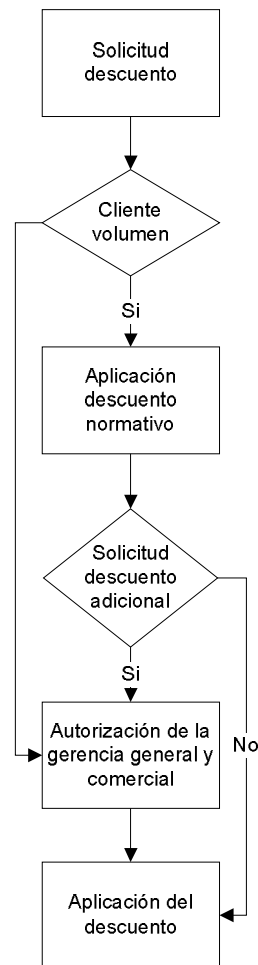 Solicitud
descuento
Cliente
volumen
Si
Aplicación
descuento
normativo
Solicitud
descuento
adicional
Si
Autorización de la
gerencia general y
comercial
No
Aplicación del
descuento